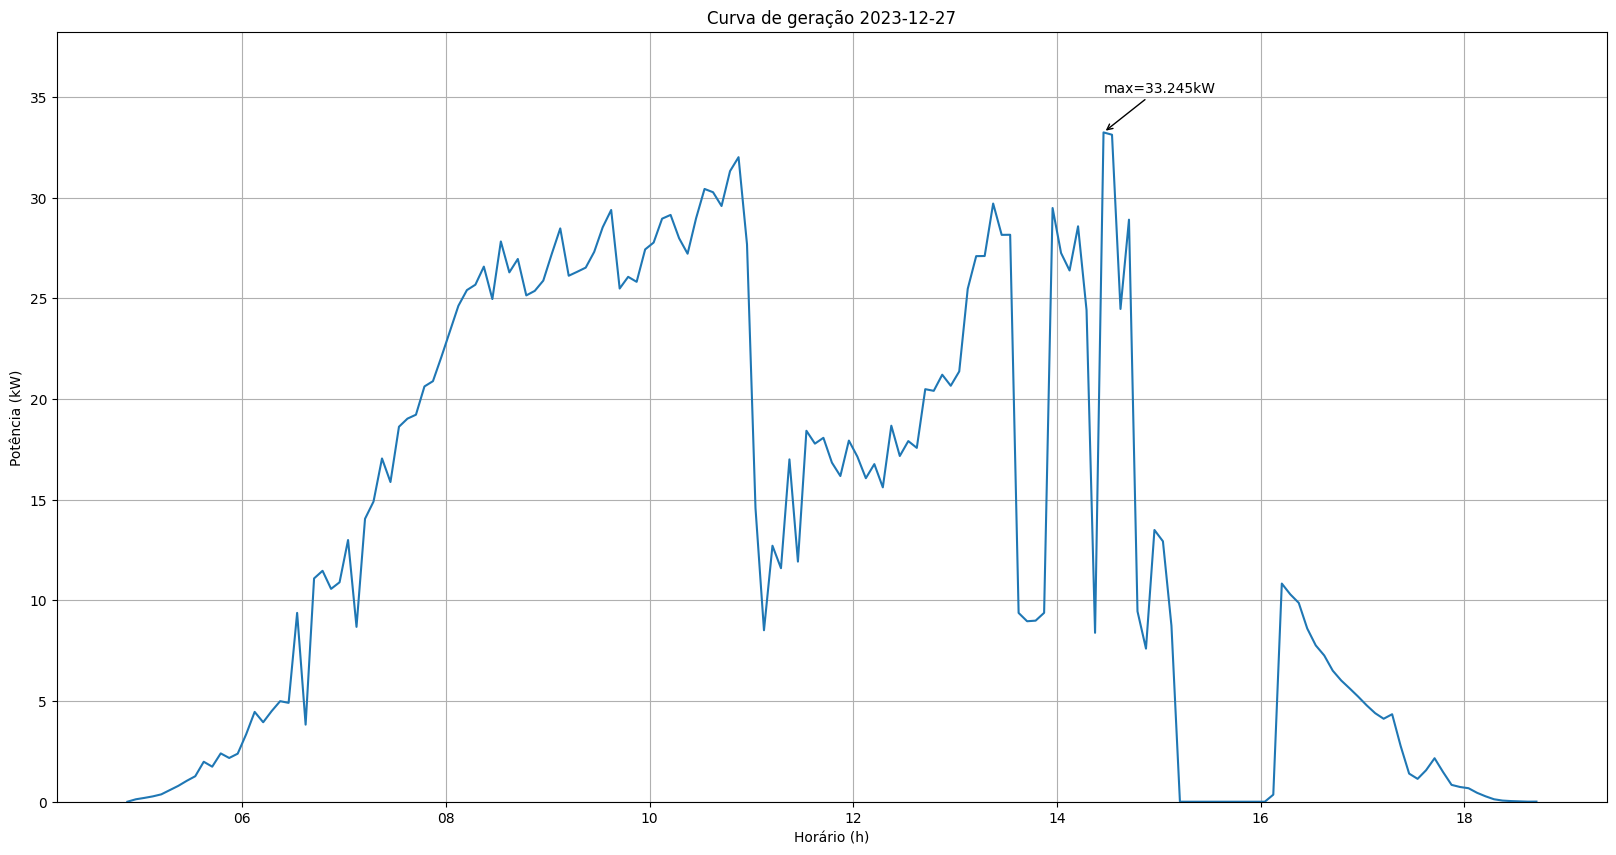 Curva de geração 2023-12-27
max=33.245kW
Potência (kW)
35
30
25
20
15
10
5
0
06 08 10 12 14 16 18
Horário (h)